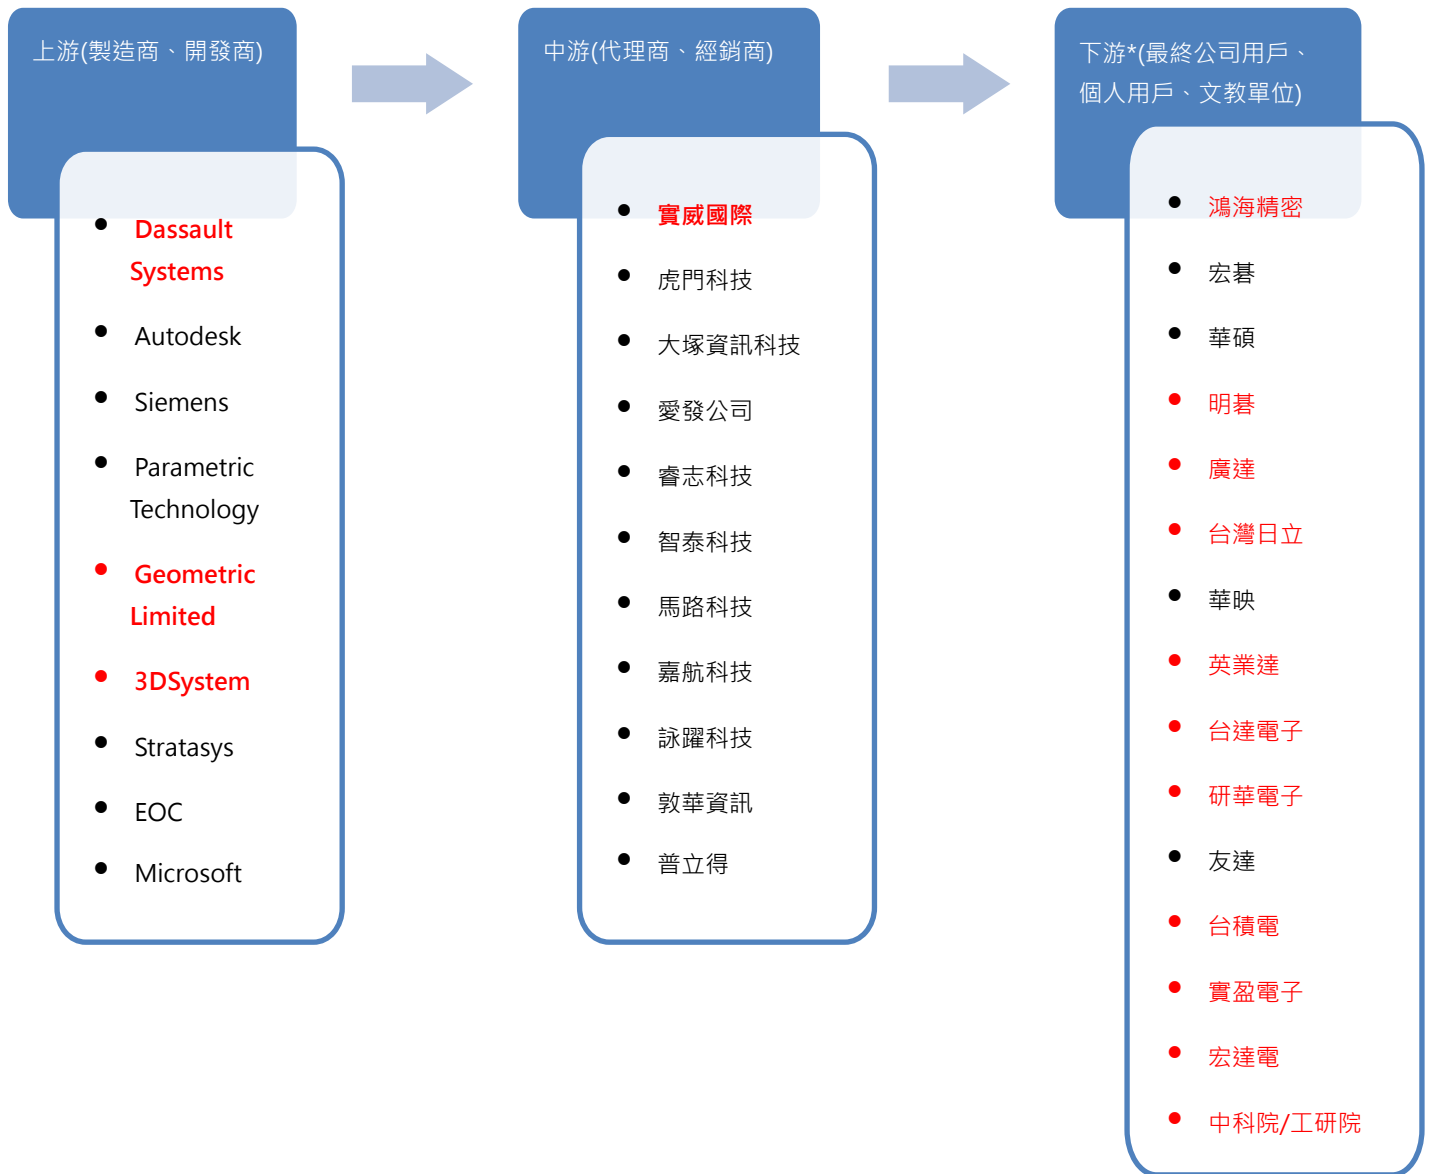 上游(製造商、開發商)
• Dassault
Systems
• Autodesk
• Siemens
• Parametric
Technology
• Geometric
Limited
• 3DSystem
• Stratasys
• EOC
• Microsoft
中游(代理商、經銷商)
• 實威國際
• 虎門科技
• 大塚資訊科技
• 愛發公司
• 睿志科技
• 智泰科技
• 馬路科技
• 嘉航科技
• 詠躍科技
• 敦華資訊
• 普立得
下游*(最終公司用戶、
個人用戶、文教單位)
• 鴻海精密
• 宏碁
• 華碩
• 明碁
• 廣達
• 台灣日立
• 華映
• 英業達
• 台達電子
• 研華電子
• 友達
• 台積電
• 實盈電子
• 宏達電
• 中科院/工研院